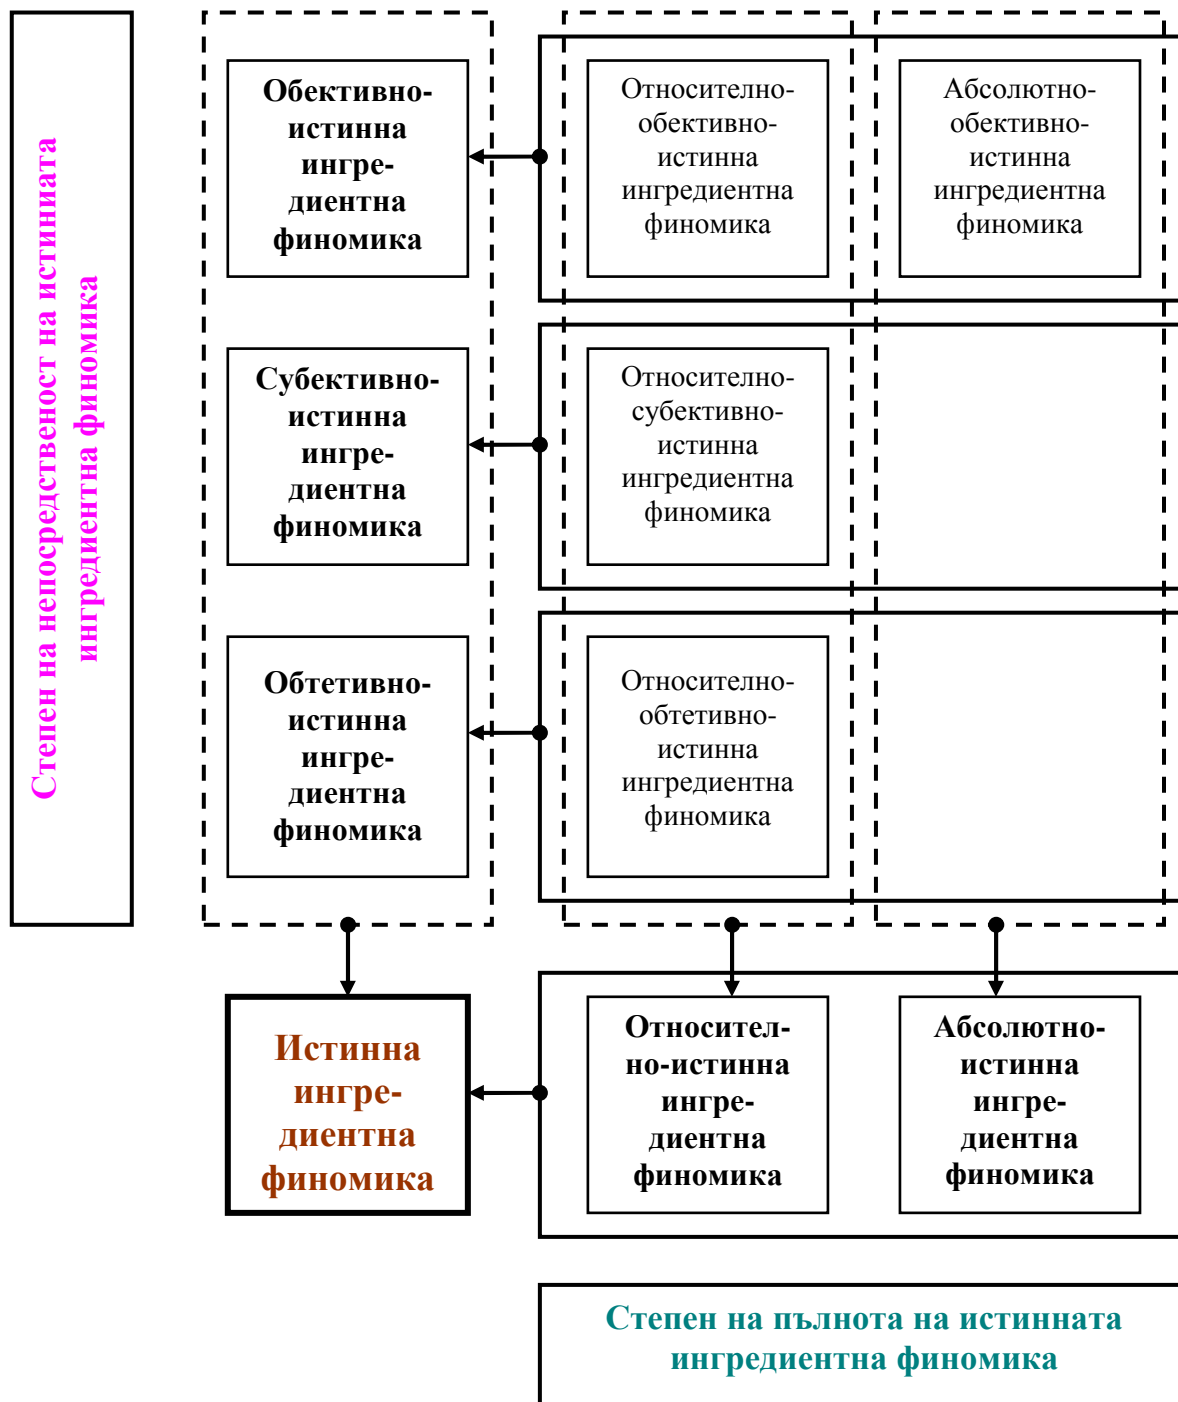 Степен на непосредственост на истинната
ингредиентна финомика
Обективно-
истинна
ингре-
диентна
финомика
Относително-
обективно-
истинна
ингредиентна
финомика
Абсолютно-
обективно-
истинна
ингредиентна
финомика
Субективно-
истинна
ингре-
диентна
финомика
Относително-
субективно-
истинна
ингредиентна
финомика
Обтетивно-
истинна
ингре-
диентна
финомика
Относително-
обтетивно-
истинна
ингредиентна
финомика
Истинна
ингре-
диентна
финомика
Относител-
но-истинна
ингре-
диентна
финомика
Абсолютно-
истинна
ингре-
диентна
финомика
Степен на пълнота на истинната
ингредиентна финомика